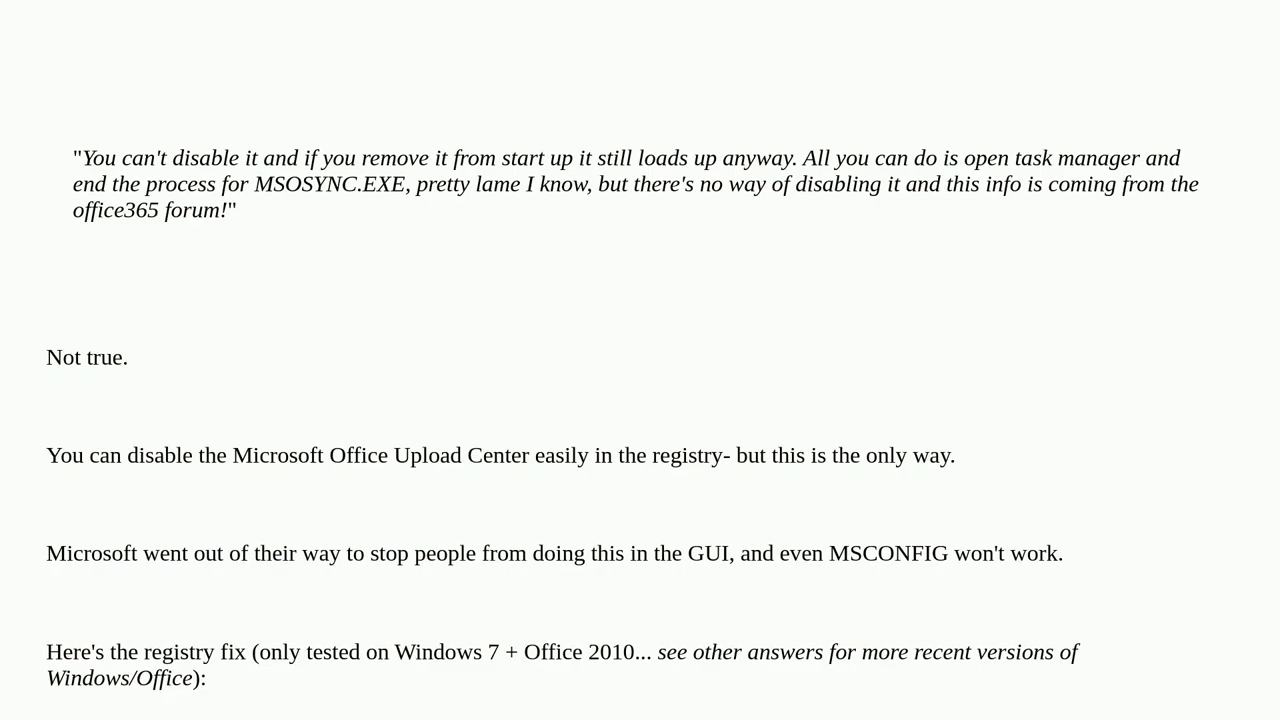 "You can't disable it and if you remove it from start up it still loads up anyway. All you can do is open task manager and
end the process for MSOSYNC.EXE, pretty lame I know, but there's no way of disabling it and this info is coming from the
office365 forum!"
Not true.
You can disable the Microsoft Office Upload Center easily in the registry- but this is the only way.
Microsoft went out of their way to stop people from doing this in the GUI, and even MSCONFIG won't work.
Here's the registry fix (only tested on Windows 7 + Office 2010... see other answers for more recent versions of
Windows/Office):